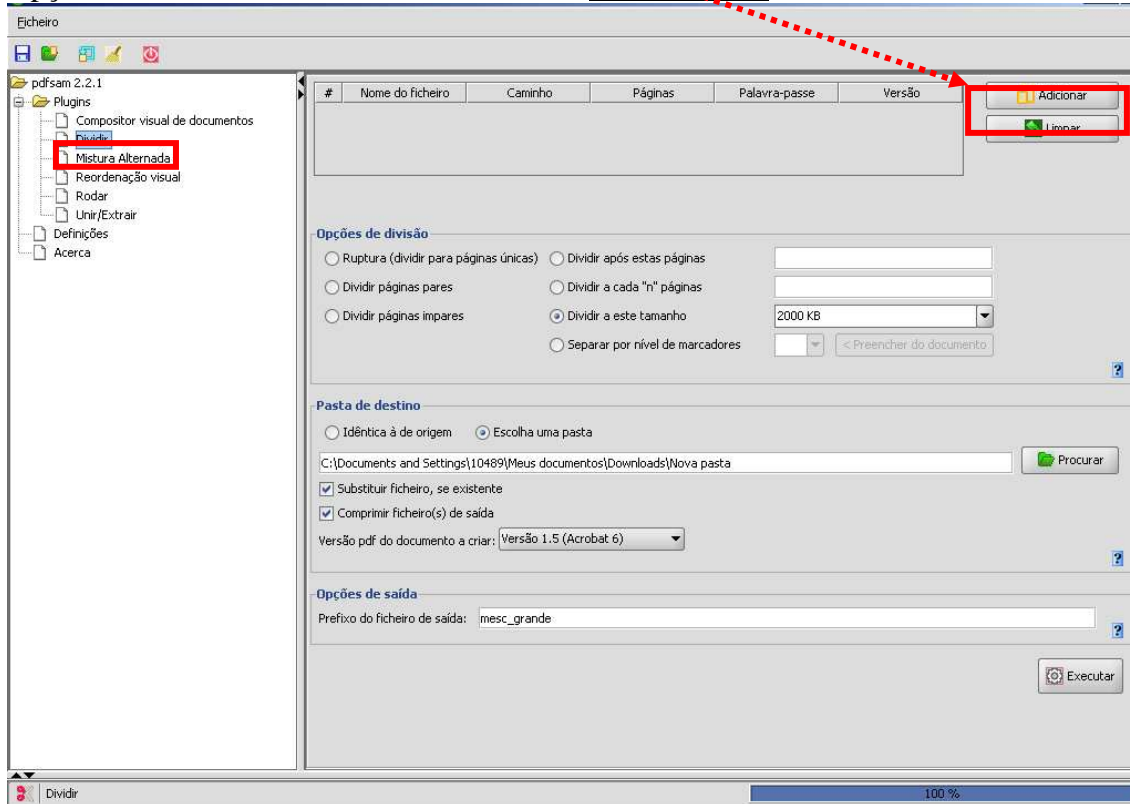 Ficheiro
pdfsam 2.2.1
Plugins
Compositor visual de documentos
Dividir
Mistura Alternada
Reordenação visual
Rodar
Unir/Extrair
Definições
Acerca
# Nome do ficheiro Caminho Páginas Palavra-passe Versão
Adicionar
Limpar
Opções de divisão
Ruptura (dividir para páginas únicas) Dividir após estas páginas
Dividir páginas pares Dividir a cada "n" páginas
Dividir páginas impares Dividir a este tamanho 2000 KB
Separar por nível de marcadores < Preencher do documento
?
Pasta de destino
Idêntica à de origem Escolha uma pasta
C:\Documents and Settings\10489\Meus documentos\Downloads\Nova pasta Procurar
Substituir ficheiro, se existente
Comprimir ficheiro(s) de saída
Versão pdf do documento a criar: Versão 1.5 (Acrobat 6)
?
Opções de saída
Prefixo do ficheiro de saída: mesc_grande
?
Executar
Dividir 100 %